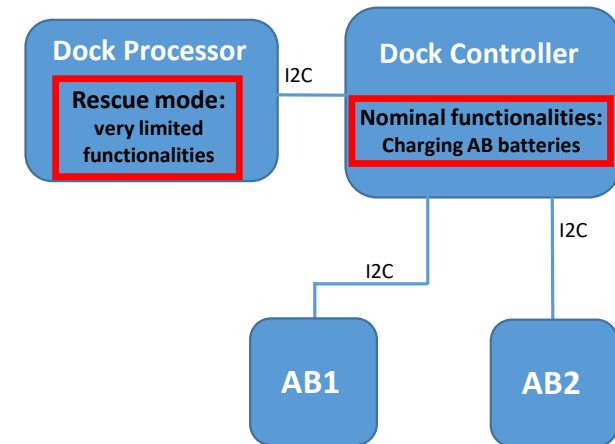 Dock Processor
Rescue mode:
very limited
functionalities
I2C
Dock Controller
Nominal functionalities:
Charging AB batteries
I2C
I2C
AB1
AB2